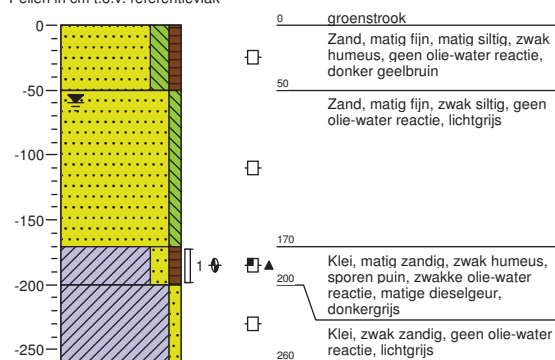 Peilen in cm t.o.v. referentievlak
0
-50
-100
-150
-200
-250
1
0
groenstrook
Zand, matig fijn, matig siltig, zwak
humeus, geen olie-water reactie,
donker geelbruin
50
Zand, matig fijn, zwak siltig, geen
olie-water reactie, lichtgrijs
170
Klei, matig zandig, zwak humeus,
sporen puin, zwakke olie-water
reactie, matige dieselgeur,
donkergrijs
200
Klei, zwak zandig, geen olie-water
reactie, lichtgrijs
260